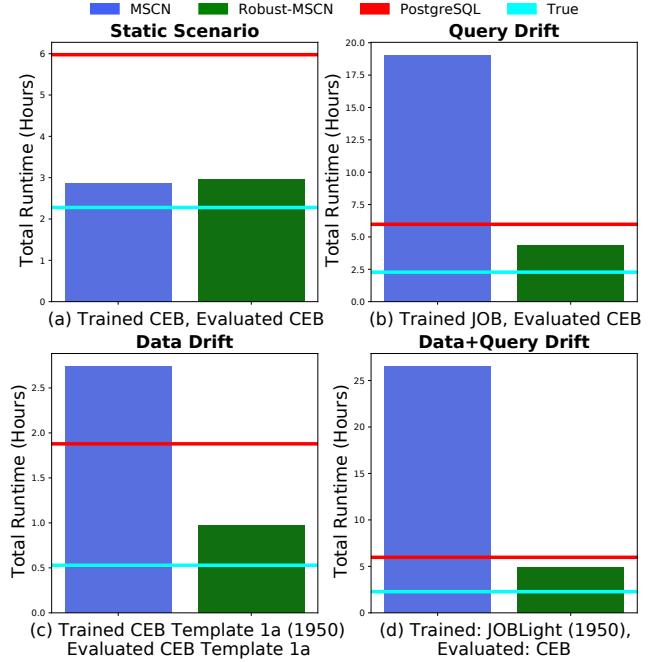 MSCN Robust-MSCN PostgreSQL True
Static Scenario
Total Runtime (Hours)
6
5
4
3
2
1
0
(a) Trained CEB, Evaluated CEB
Query Drift
Total Runtime (Hours)
20.0
17.5
15.0
12.5
10.0
7.5
5.0
2.5
0.0
(b) Trained JOB, Evaluated CEB
Data Drift
Total Runtime (Hours)
2.5
2.0
1.5
1.0
0.5
0.0
(c) Trained CEB Template 1a (1950)
Evaluated CEB Template 1a
Data+Query Drift
Total Runtime (Hours)
25
20
15
10
5
0
(d) Trained: JOBLight (1950),
Evaluated: CEB